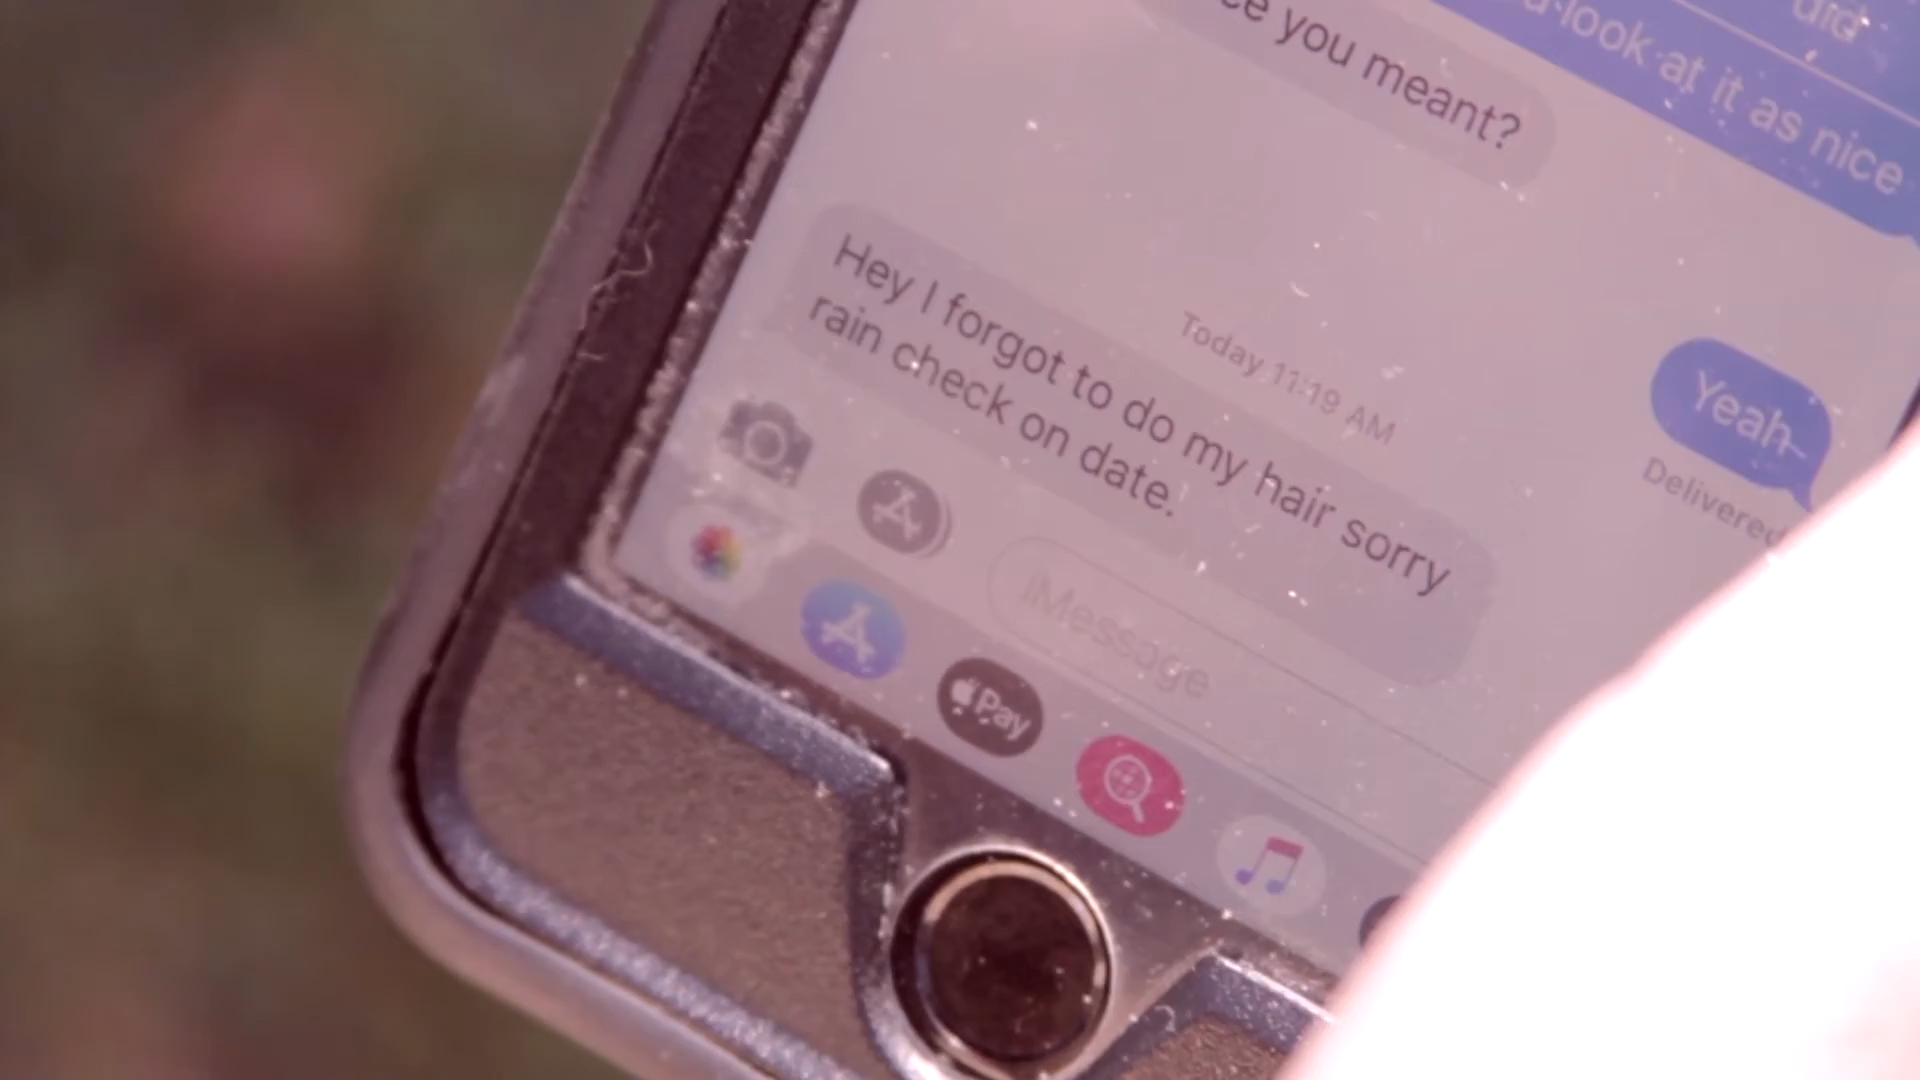 did
look at it as nice
you meant?
Yeah
Delivered
Today 11:19 AM
Hey I forgot to do my hair sorry
rain check on date.
iMessage
Pay